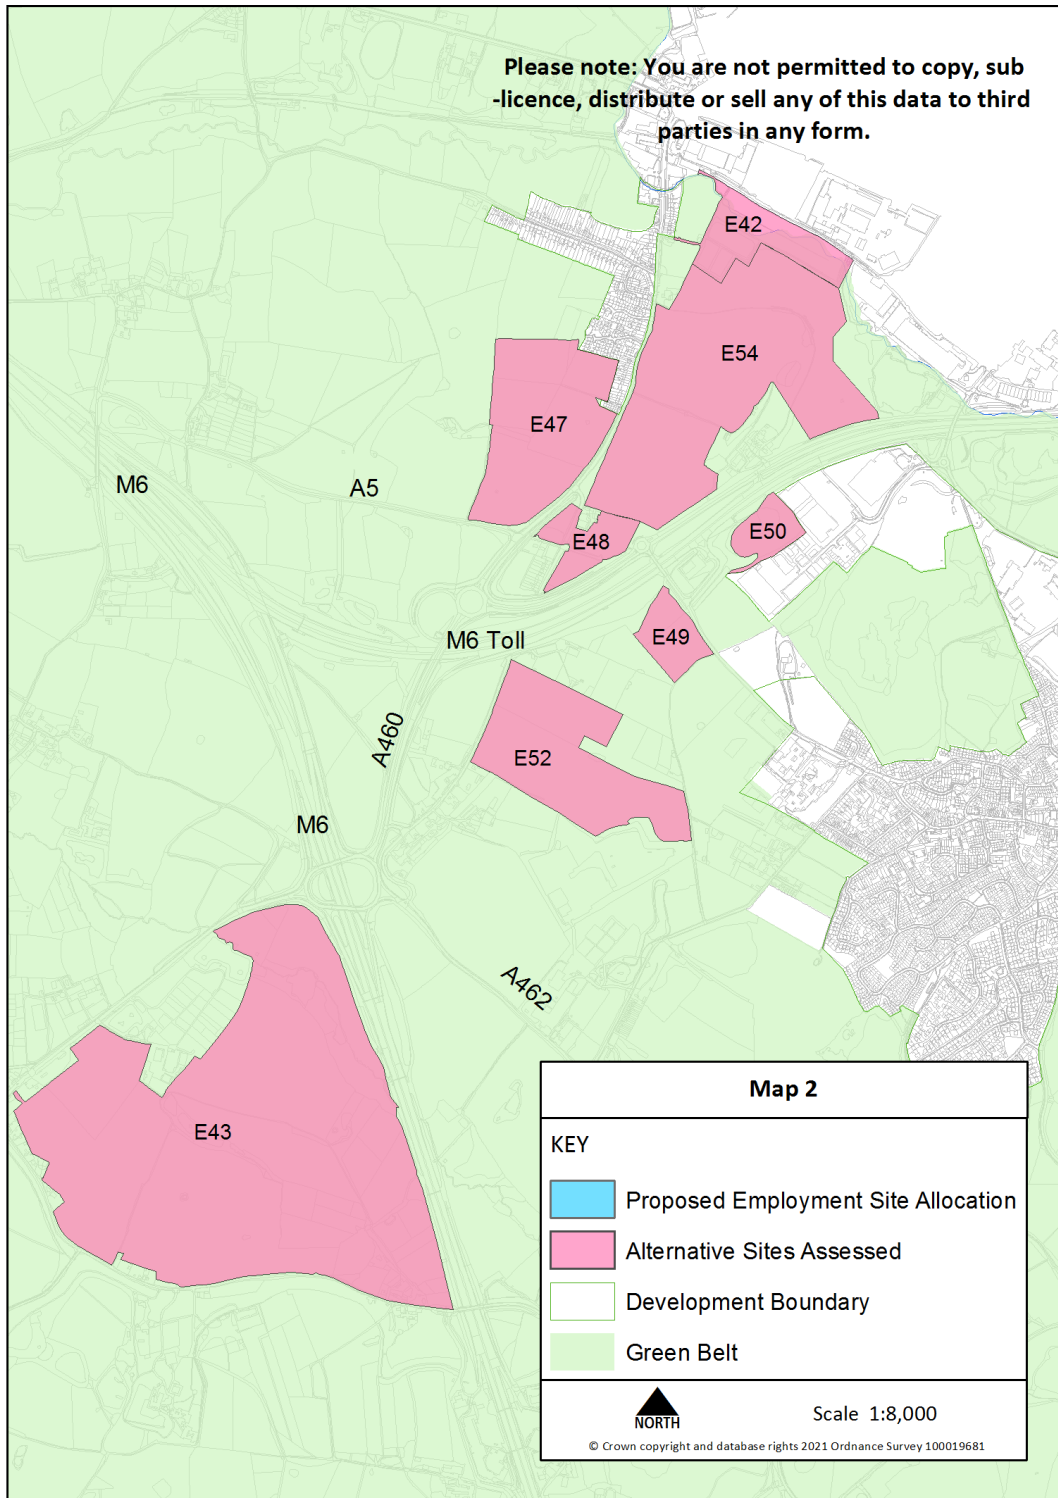 Please note: You are not permitted to copy, sub
-licence, distribute or sell any of this data to third
parties in any form.
E42
E54
E47
M6
A5
E48
E50
M6 Toll
E49
A460
E52
M6
A462
E43
Map 2
KEY
Proposed Employment Site Allocation
Alternative Sites Assessed
Development Boundary
Green Belt
NORTH
Scale 1:8,000
© Crown copyright and database rights 2021 Ordnance Survey 100019681